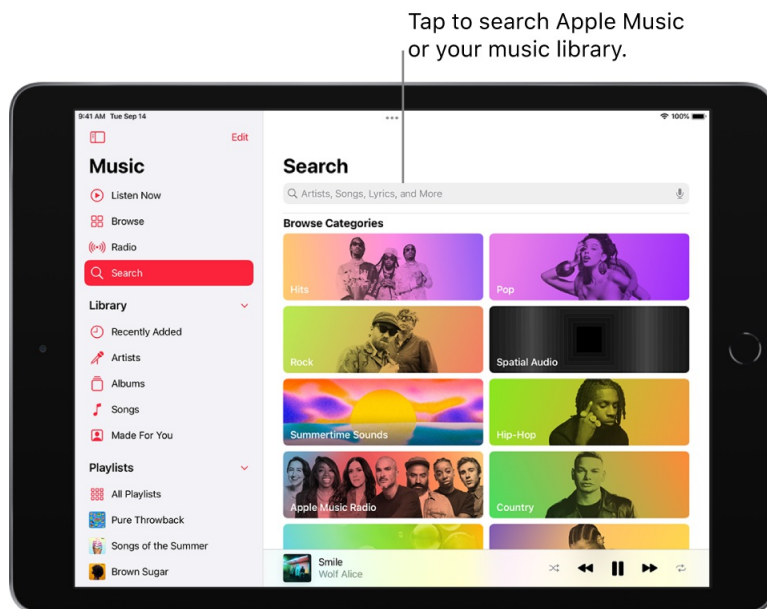 Tap to search Apple Music
or your music library.
9:41 AM Tue Sep 14
100%
Edit
Music
Listen Now
Browse
Radio
Search
Library
Recently Added
Artists
Albums
Songs
Made For You
Playlists
All Playlists
Pure Throwback
Songs of the Summer
Brown Sugar
Search
Artists, Songs, Lyrics, and More
Browse Categories
Hits
Pop
Rock
Spatial Audio
Summertime Sounds
Hip-Hop
Apple Music Radio
Country
Smile
Wolf Alice